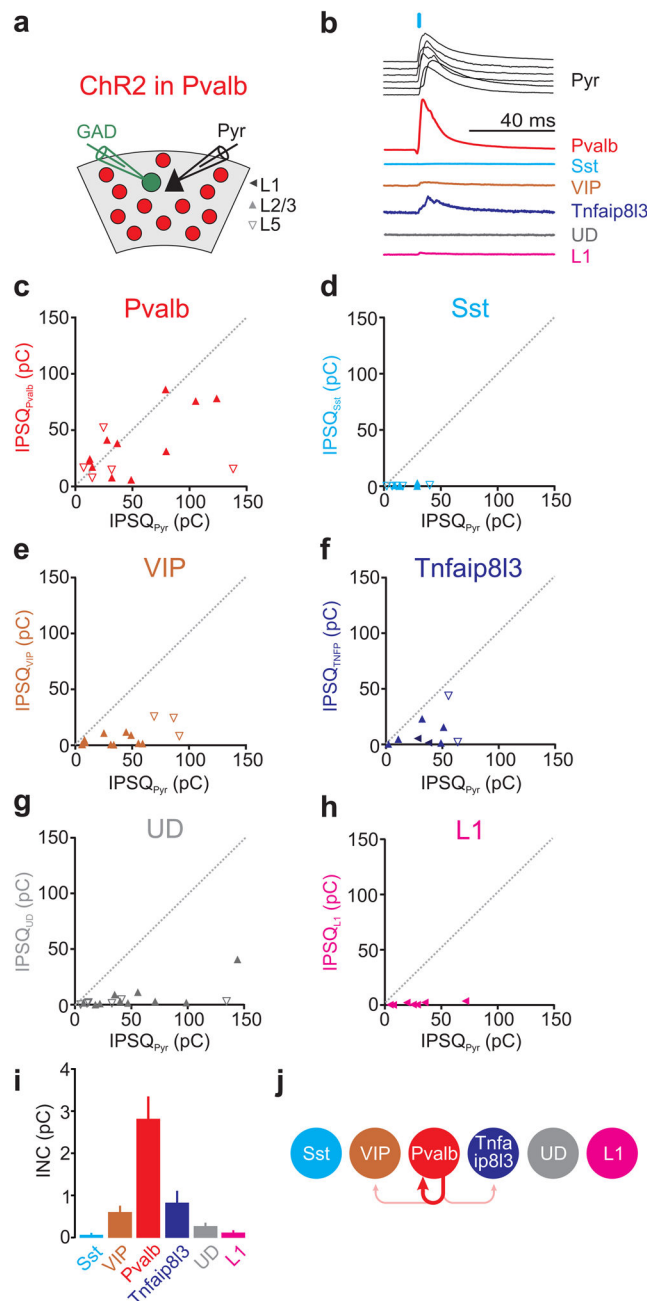 a
ChR2 in Pvalb
GAD
Pyr
L1
L2/3
L5
b
Pyr
40 ms
Pvalb
Sst
VIP
Tnfaip8l3
UD
L1
c
Pvalb
150
100
50
0
IPSQPvalb (pC)
0 50 100 150
IPSQPyr (pC)
d
Sst
150
100
50
0
IPSQSst (pC)
0 50 100 150
IPSQPyr (pC)
e
VIP
150
100
50
0
IPSQVIP (pC)
0 50 100 150
IPSQPyr (pC)
f
Tnfaip8l3
150
100
50
0
IPSQTNFP (pC)
0 50 100 150
IPSQPyr (pC)
g
UD
150
100
50
0
IPSQUD (pC)
0 50 100 150
IPSQPyr (pC)
h
L1
150
100
50
0
IPSQL1 (pC)
0 50 100 150
IPSQPyr (pC)
i
4
3
2
1
0
INC (pC)
Sst
VIP
Pvalb
Tnfaip8l3
UD
L1
j
Sst
VIP
Pvalb
Tnfa
ip8l3
UD
L1